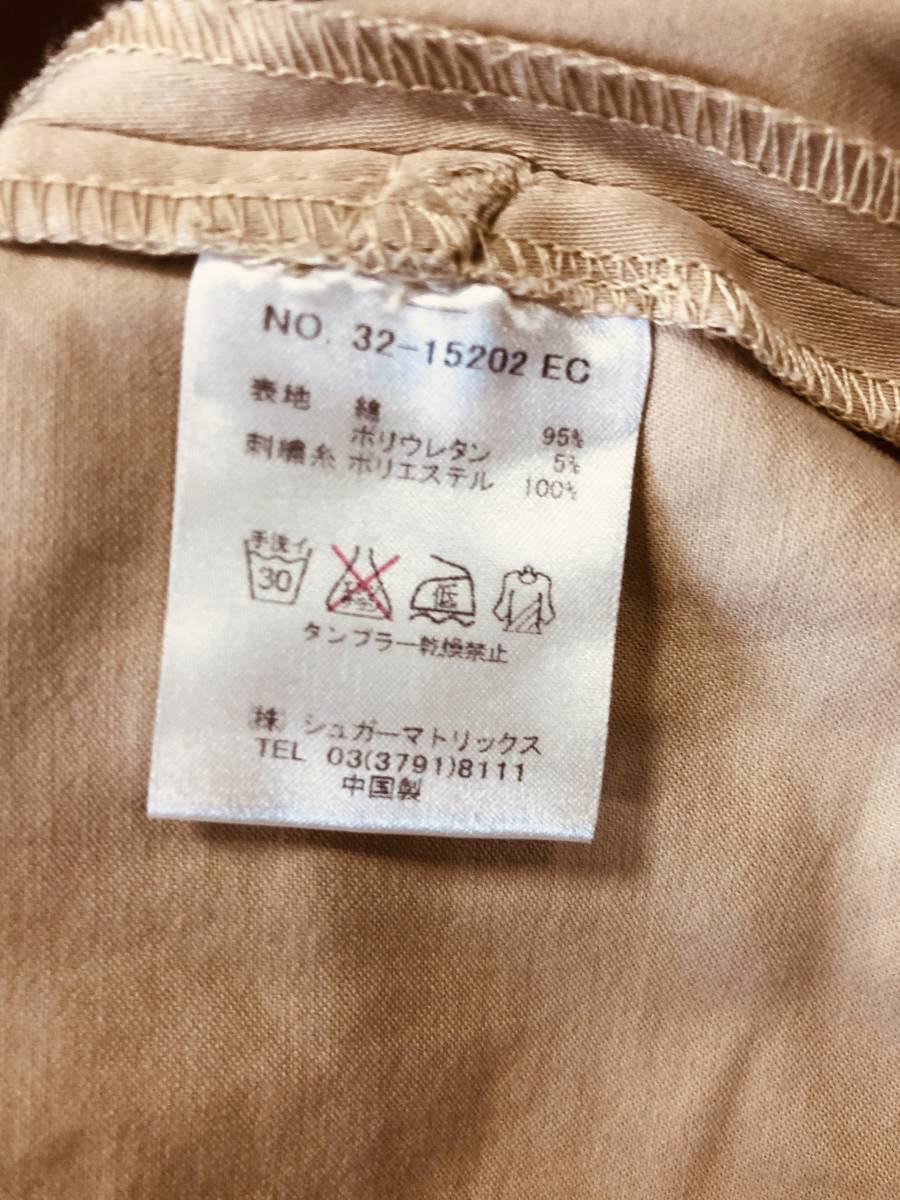 NO. 32-15202 EC
表地 綿 95%
ポリウレタン 5%
刺繍糸 ポリエステル 100%
手洗イ
30
低
タンブラー乾燥禁止
(株) シュガーマトリックス
TEL 03(3791)8111
中国製